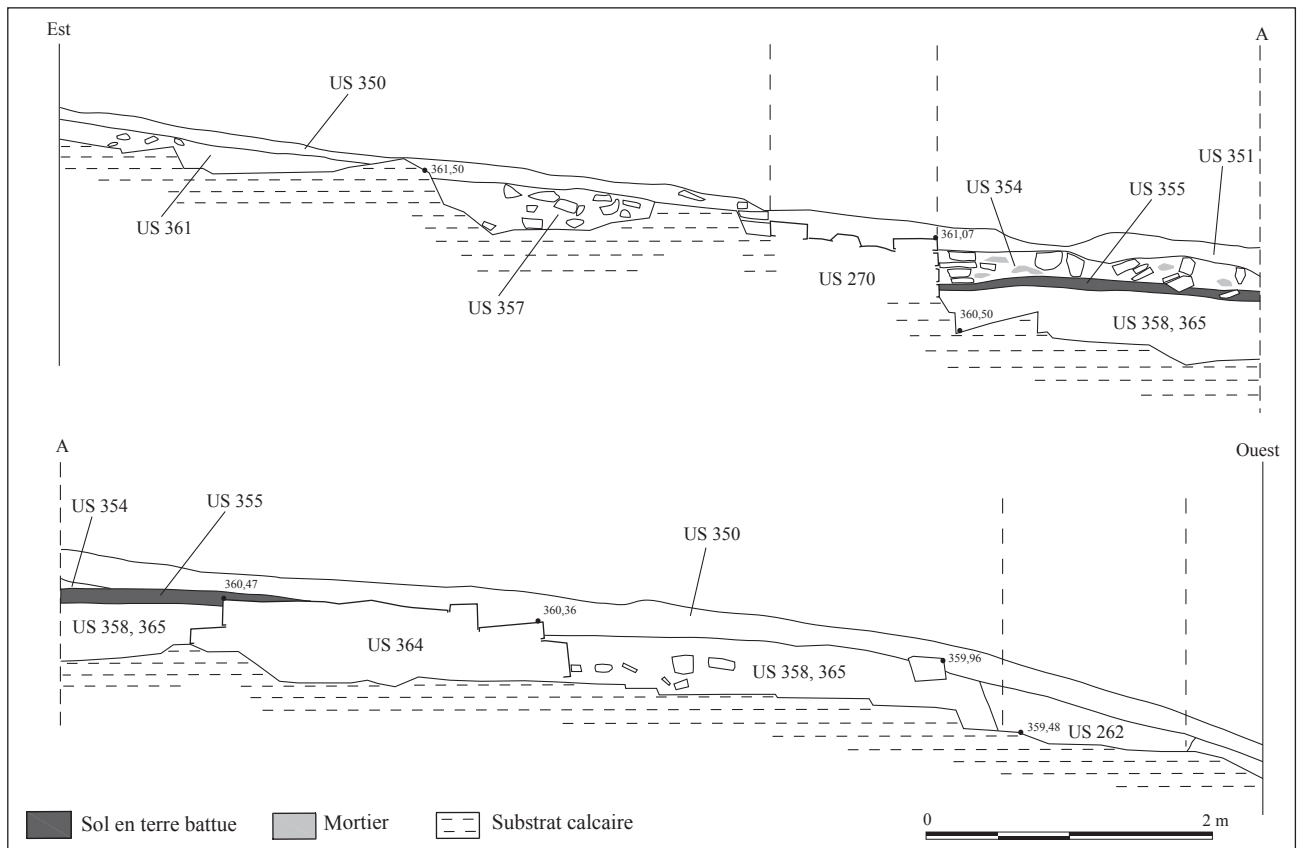 Est
A
US 350
361,50
US 351
US 354
US 355
US 361
361,07
US 270
US 357
360,50
US 358, 365
A
Ouest
US 354
US 355
US 350
360,47
360,36
US 358, 365
US 364
US 358, 365
359,96
359,48
US 262
Sol en terre battue
Mortier
Substrat calcaire
0
2 m